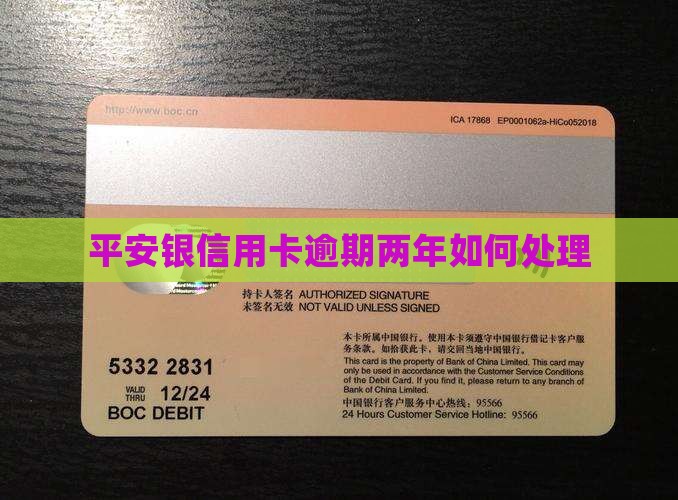 http://www.boc.cn
ICA 17868 EP0001062a-HiCo052018
平安银信用卡逾期两年如何处理
持卡人签名 AUTHORIZED SIGNATURE
未签名无效 NOT VALID UNLESS SIGNED
本卡所属中国银行。使用本卡须遵守中国银行借记卡客户服
务条款。如拾获此卡,请交回当地中国银行。
This card is the property of Bank of China Limited. This card may
only be used in accordance with the Customer Service Conditions
of the Debit Card. If you find it, please return to any branch of
Bank of China Limited.
中国银行客户服务中心热线:95566
24 Hours Customer Service Hotline: 95566
5332 2831
VALID
THRU 12/24
BOC DEBIT